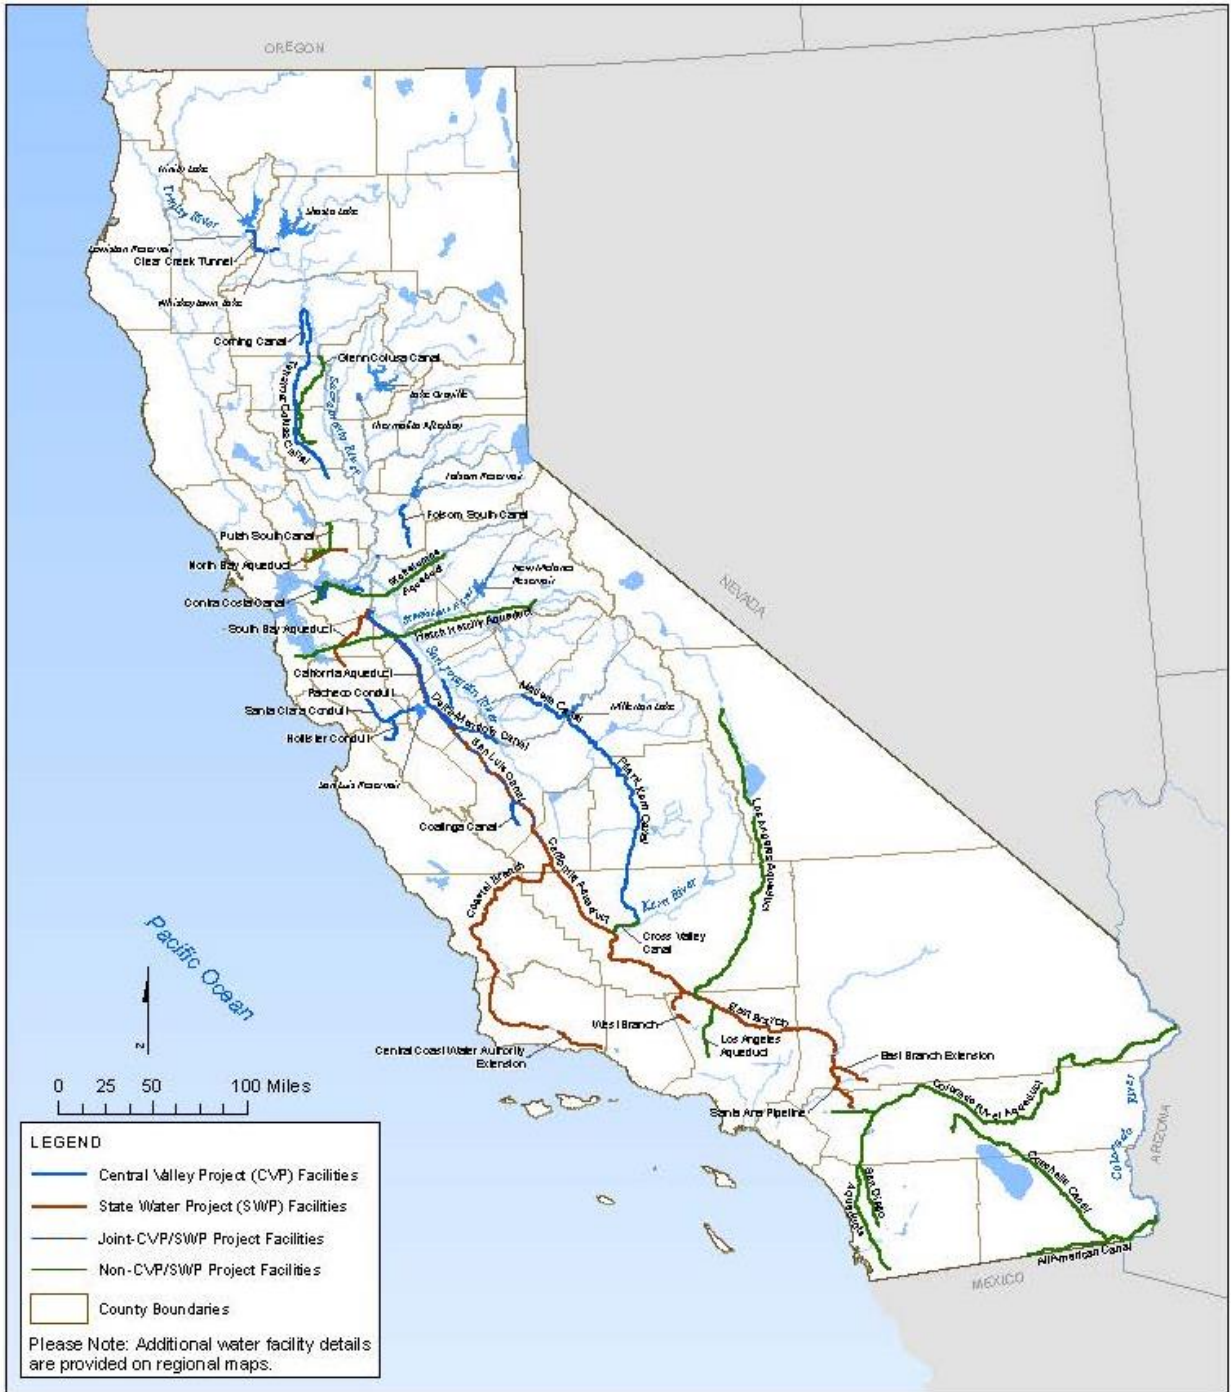 OREGON
Trinity Lake
Trinity River
Shasta Lake
Lewiston Reservoir
Clear Creek Tunnel
Whiskeytown Lake
Corning Canal
Glenn Colusa Canal
Tehama Colusa Canal
Sacramento River
Lake Oroville
Thermalito Afterbay
Folsom Reservoir
Folsom South Canal
Putah South Canal
North Bay Aqueduct
Mokelumne
Aqueduct
New Melones
Reservoir
Contra Costa Canal
Stanislaus River
South Bay Aqueduct
Hetch Hetchy Aqueduct
NEVADA
California Aqueduct
San Joaquin River
Pacheco Conduit
Santa Clara Conduit
Madera Canal
Millerton Lake
Delta-Mendota Canal
Hollister Conduit
San Luis Canal
San Luis Reservoir
Friant-Kern Canal
Coalinga Canal
Los Angeles Aqueduct
California Aqueduct
Coastal Branch
Kern River
Cross Valley
Canal
Pacific Ocean
N
West Branch
East Branch
Los Angeles
Aqueduct
Central Coast Water Authority
Extension
East Branch Extension
Colorado River Aqueduct
Santa Ana Pipeline
Colorado River
ARIZONA
Coachella Canal
San Diego
Aqueducts
All American Canal
MEXICO
0 25 50 100 Miles
LEGEND
Central Valley Project (CVP) Facilities
State Water Project (SWP) Facilities
Joint-CVP/SWP Project Facilities
Non-CVP/SWP Project Facilities
County Boundaries
Please Note: Additional water facility details
are provided on regional maps.